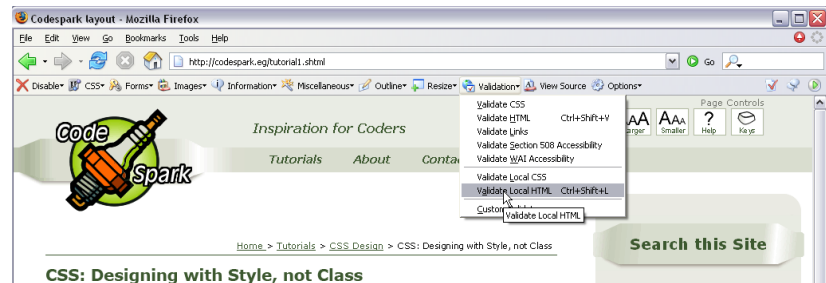 Codespark layout - Mozilla Firefox
File Edit View Go Bookmarks Tools Help
http://codespark.eg/tutorial1.shtml Go
Disable CSS Forms Images Information Miscellaneous Outline Resize Validation View Source Options
Validate CSS
Validate HTML Ctrl+Shift+V
Validate Links
Validate Section 508 Accessibility
Validate WAI Accessibility
Validate Local CSS
Validate Local HTML Ctrl+Shift+L
Validate Local HTML
Page Controls
AA AAA ?
Smaller Help Keys
Code Spark
Inspiration for Coders
Tutorials About
Home > Tutorials > CSS Design > CSS: Designing with Style, not Class
Search this Site
CSS: Designing with Style, not Class